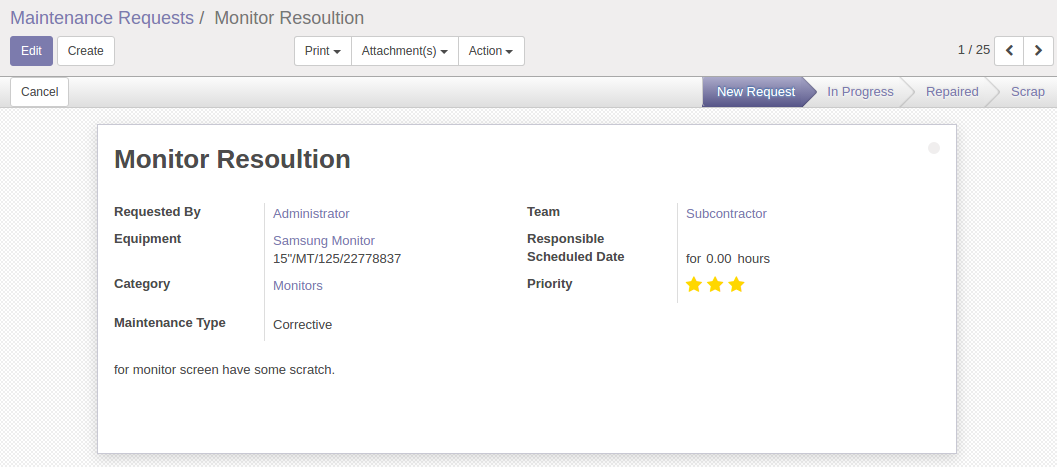 Maintenance Requests / Monitor Resoultion
Edit Create Print Attachment(s) Action 1 / 25
Cancel New Request In Progress Repaired Scrap
Monitor Resoultion
Requested By Administrator Team Subcontractor
Equipment Samsung Monitor Responsible
15"/MT/125/22778837 Scheduled Date for 0.00 hours
Category Monitors Priority
Maintenance Type Corrective
for monitor screen have some scratch.